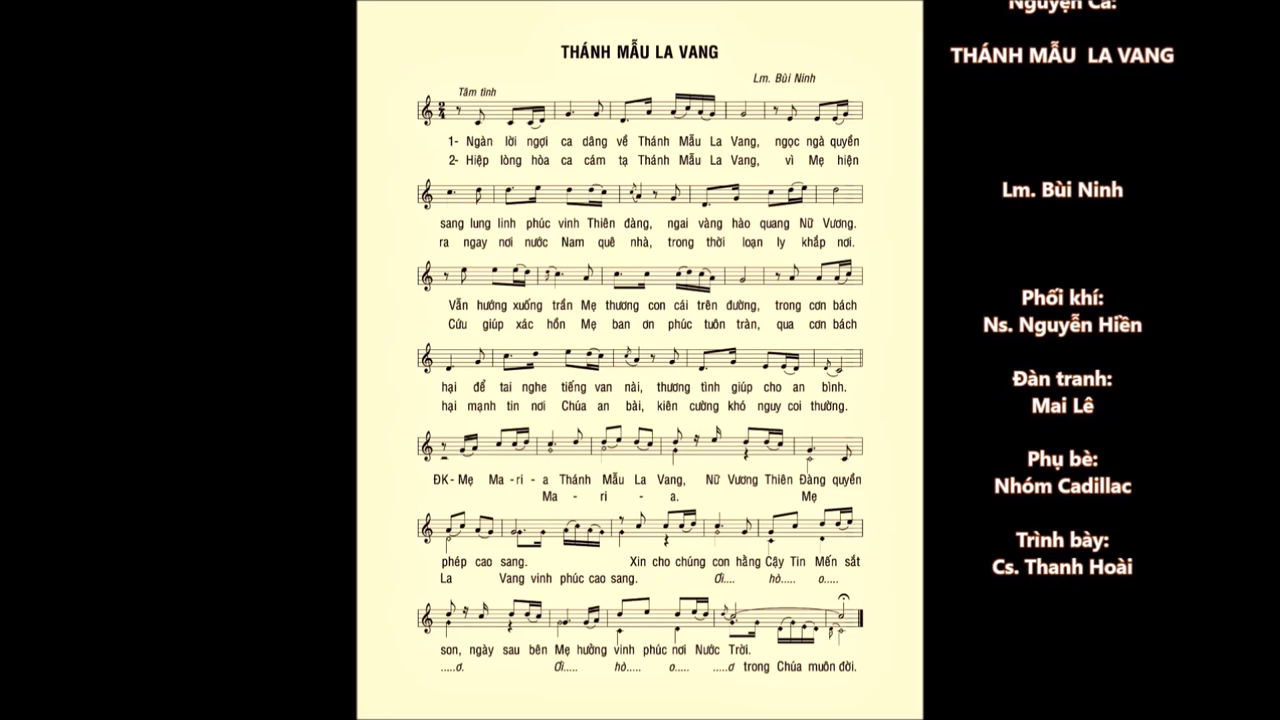 THÁNH MẪU LA VANG
Lm. Bùi Ninh
Tâm tình
1- Ngàn lời ngợi ca dâng về Thánh Mẫu La Vang, ngọc ngà quyền
2- Hiệp lòng hòa ca cám tạ Thánh Mẫu La Vang, vì Mẹ hiện
sang lung linh phúc vinh Thiên đàng, ngai vàng hào quang Nữ Vương.
ra ngay nơi nước Nam quê nhà, trong thời loạn ly khắp nơi.
Vẫn hướng xuống trần Mẹ thương con cái trên đường, trong cơn bách
Cứu giúp xác hồn Mẹ ban ơn phúc tuôn tràn, qua cơn bách
hại để tai nghe tiếng van nài, thương tình giúp cho an bình.
hại mạnh tin nơi Chúa an bài, kiên cường khó nguy coi thường.
ĐK- Mẹ Ma - ri - a Thánh Mẫu La Vang, Nữ Vương Thiên Đàng quyền
Ma - ri - a. Mẹ
phép cao sang. Xin cho chúng con hằng Cậy Tin Mến sắt
La Vang vinh phúc cao sang. Ơi.... hò..... o.....
son, ngày sau bên Mẹ hưởng vinh phúc nơi Nước Trời.
.....ơ. Ơi..... hò..... o..... .....ơ trong Chúa muôn đời.
Nguyện Ca:
THÁNH MẪU LA VANG
Lm. Bùi Ninh
Phối khí:
Ns. Nguyễn Hiền
Đàn tranh:
Mai Lê
Phụ bè:
Nhóm Cadillac
Trình bày:
Cs. Thanh Hoài